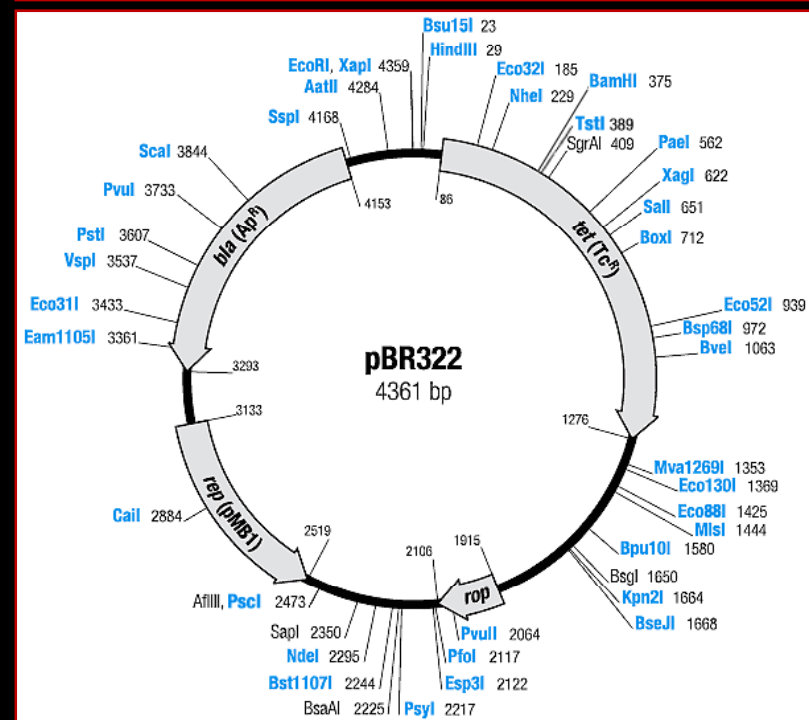 Bsu15I 23
HindIII 29
EcoRI, XapI 4359
AatII 4284
SspI 4168
Eco32I 185
NheI 229
BamHI 375
TstI 389
SgrAI 409
PaeI 562
XagI 622
SalI 651
BoxI 712
Eco52I 939
Bsp68I 972
BveI 1063
ScaI 3844
PvuI 3733
PstI 3607
VspI 3537
Eco31I 3433
Eam1105I 3361
4153
86
bla (ApR)
tet (TcR)
pBR322
4361 bp
3293
3133
1276
Mva1269I 1353
Eco130I 1369
Eco88I 1425
MlsI 1444
Bpu10I 1580
BsgI 1650
Kpn2I 1664
BseJI 1668
CaiI 2884
rep (pMB1)
2519
2106
1915
rop
AflIII, PscI 2473
SapI 2350
NdeI 2295
Bst1107I 2244
BsaAI 2225
PsyI 2217
PvuII 2064
PfoI 2117
Esp3I 2122